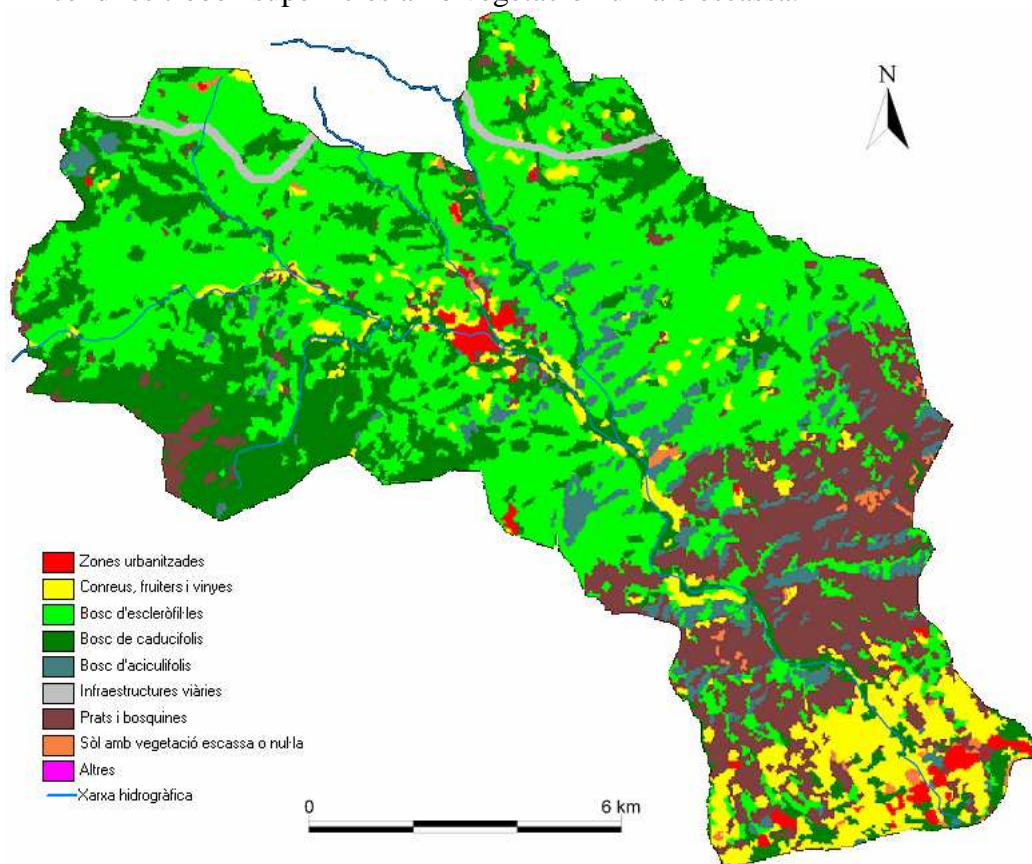 N
Zones urbanitzades
Conreus, fruiters i vinyes
Bosc d'escleròfil·les
Bosc de caducifolis
Bosc d'aciculifolis
Infraestructures viàries
Prats i bosquines
Sòl amb vegetació escassa o nul·la
Altres
Xarxa hidrogràfica
0 6 km